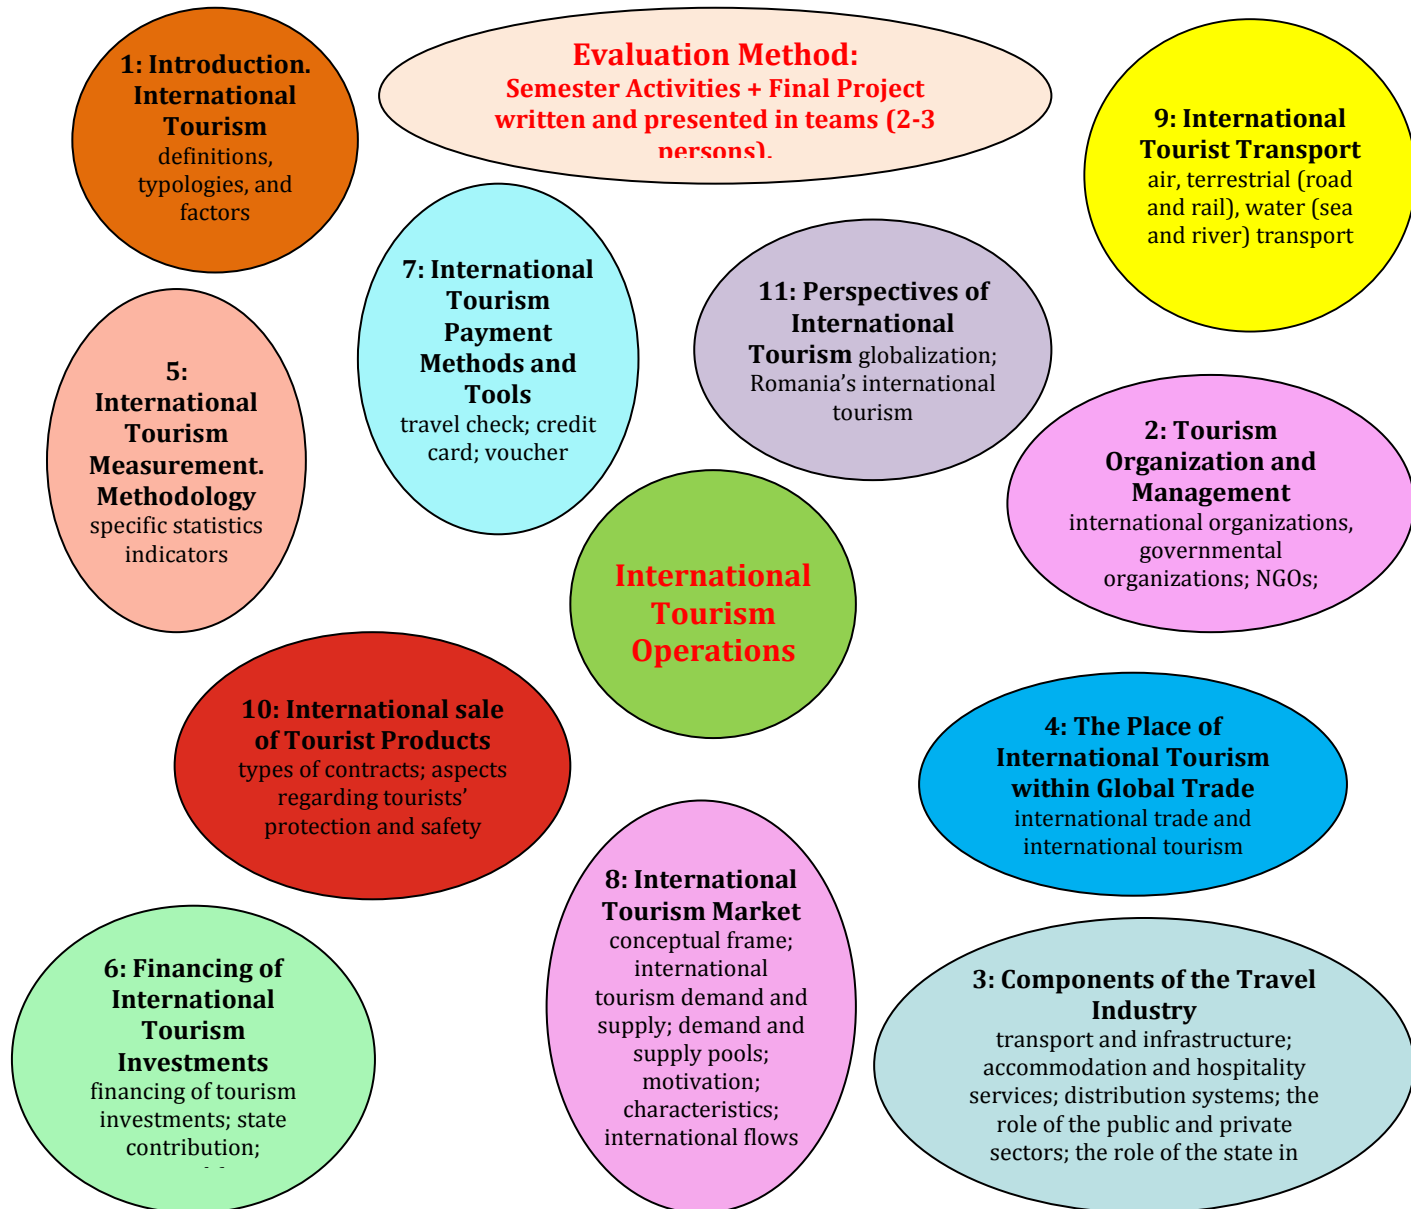 1: Introduction.
International
Tourism
definitions,
typologies, and
factors
Evaluation Method:
Semester Activities + Final Project
written and presented in teams (2-3
persons).
9: International
Tourist Transport
air, terrestrial (road
and rail), water (sea
and river) transport
7: International
Tourism
Payment
Methods and
Tools
travel check; credit
card; voucher
11: Perspectives of
International
Tourism globalization;
Romania’s international
tourism
5:
International
Tourism
Measurement.
Methodology
specific statistics
indicators
2: Tourism
Organization and
Management
international organizations,
governmental
organizations; NGOs;
International
Tourism
Operations
10: International sale
of Tourist Products
types of contracts; aspects
regarding tourists’
protection and safety
4: The Place of
International Tourism
within Global Trade
international trade and
international tourism
8: International
Tourism Market
conceptual frame;
international
tourism demand and
supply; demand and
supply pools;
motivation;
characteristics;
international flows
6: Financing of
International
Tourism
Investments
financing of tourism
investments; state
contribution;
3: Components of the Travel
Industry
transport and infrastructure;
accommodation and hospitality
services; distribution systems; the
role of the public and private
sectors; the role of the state in